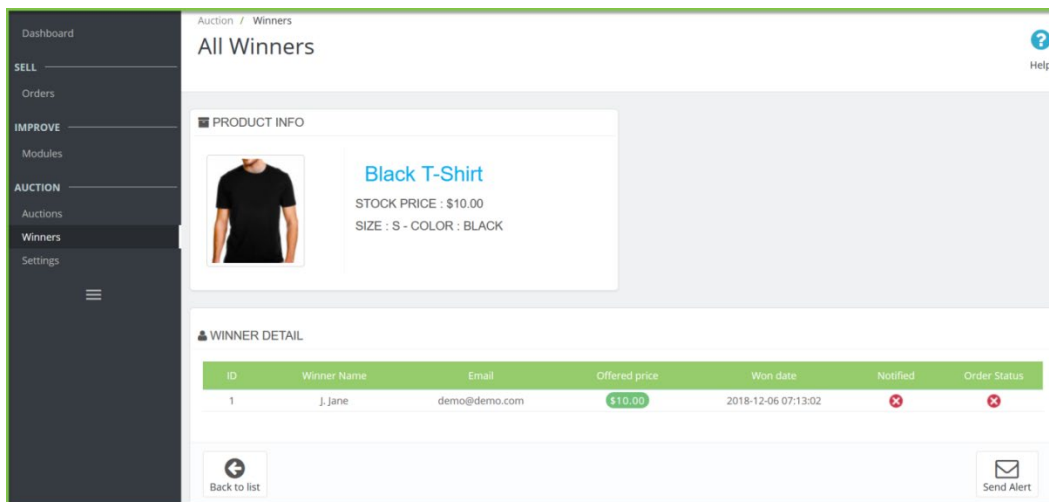 Dashboard
SELL
Orders
IMPROVE
Modules
AUCTION
Auctions
Winners
Settings
Auction / Winners
All Winners
Help
PRODUCT INFO
Black T-Shirt
STOCK PRICE : $10.00
SIZE : S - COLOR : BLACK
WINNER DETAIL
ID Winner Name Email Offered price Won date Notified Order Status
1 J. Jane demo@demo.com $10.00 2018-12-06 07:13:02
Back to list
Send Alert